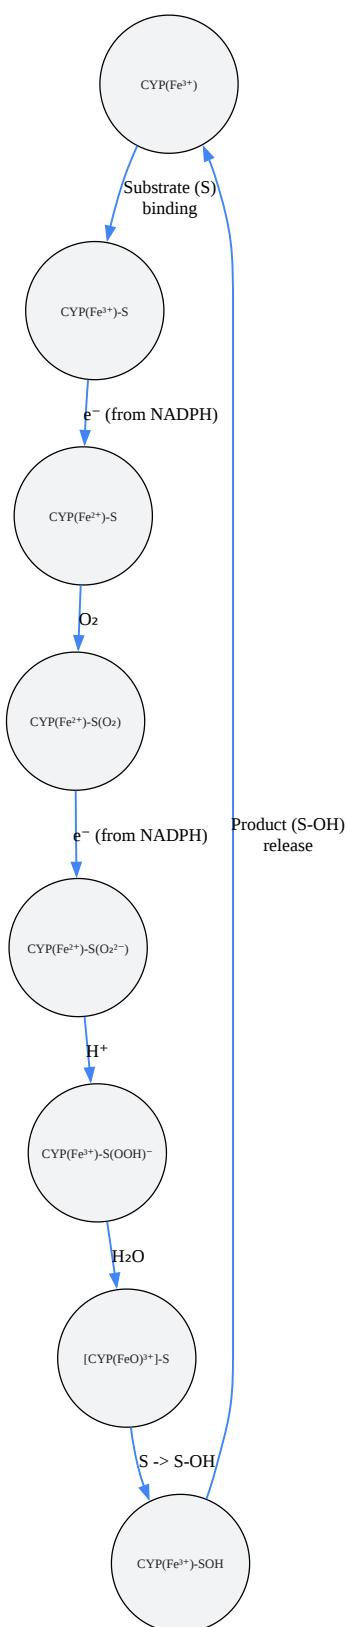 CYP(Fe³⁺)
Substrate (S)
binding
CYP(Fe³⁺)-S
e⁻ (from NADPH)
CYP(Fe²⁺)-S
O₂
CYP(Fe²⁺)-S(O₂)
e⁻ (from NADPH)
Product (S-OH)
release
CYP(Fe²⁺)-S(O₂²⁻)
H⁺
CYP(Fe³⁺)-S(OOH)⁻
H₂O
[CYP(FeO)³⁺]-S
S -> S-OH
CYP(Fe³⁺)-SOH